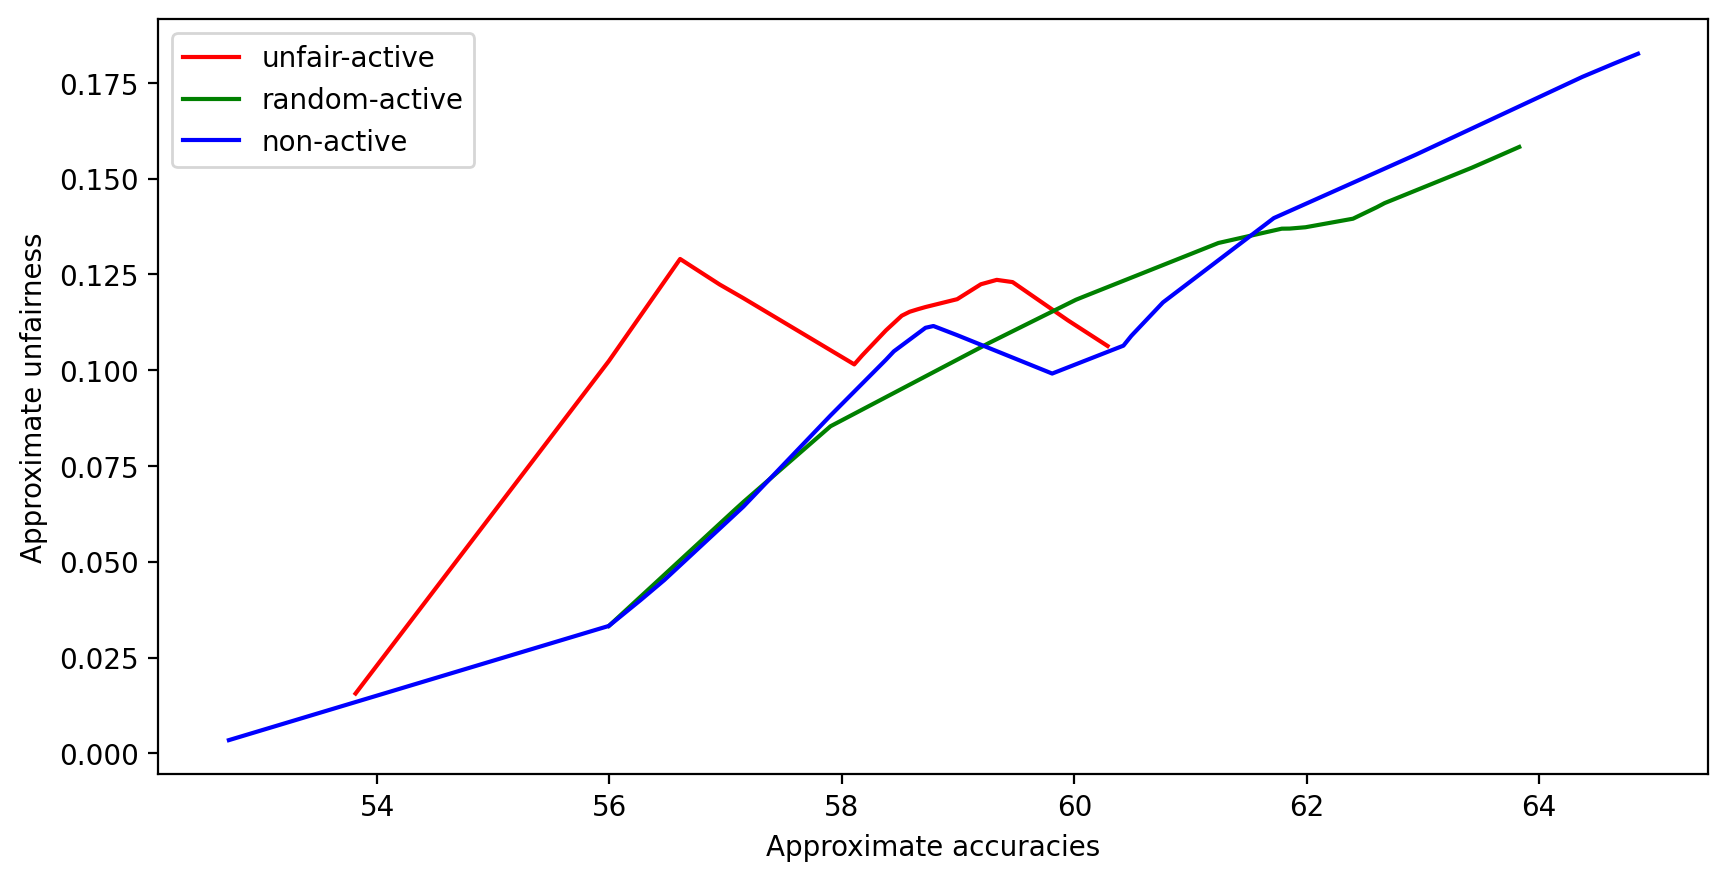 unfair-active
random-active
non-active
0.175
0.150
0.125
0.100
0.075
0.050
0.025
0.000
Approximate unfairness
54 56 58 60 62 64
Approximate accuracies